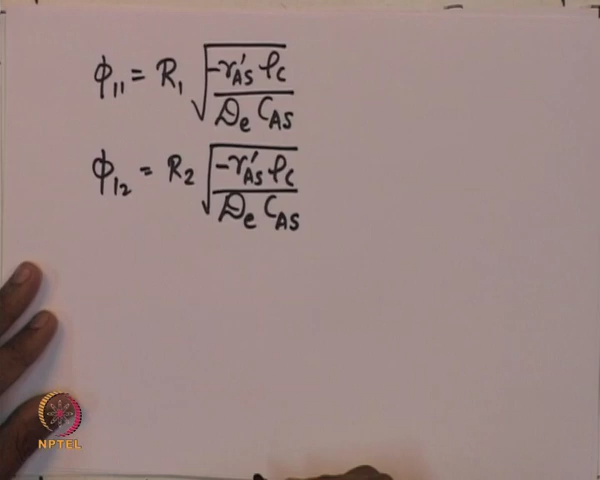 ϕ₁₁ = R₁ √(-r'AS ρc / De CAS)
ϕ₁₂ = R₂ √(-r'AS ρc / De CAS)
NPTEL